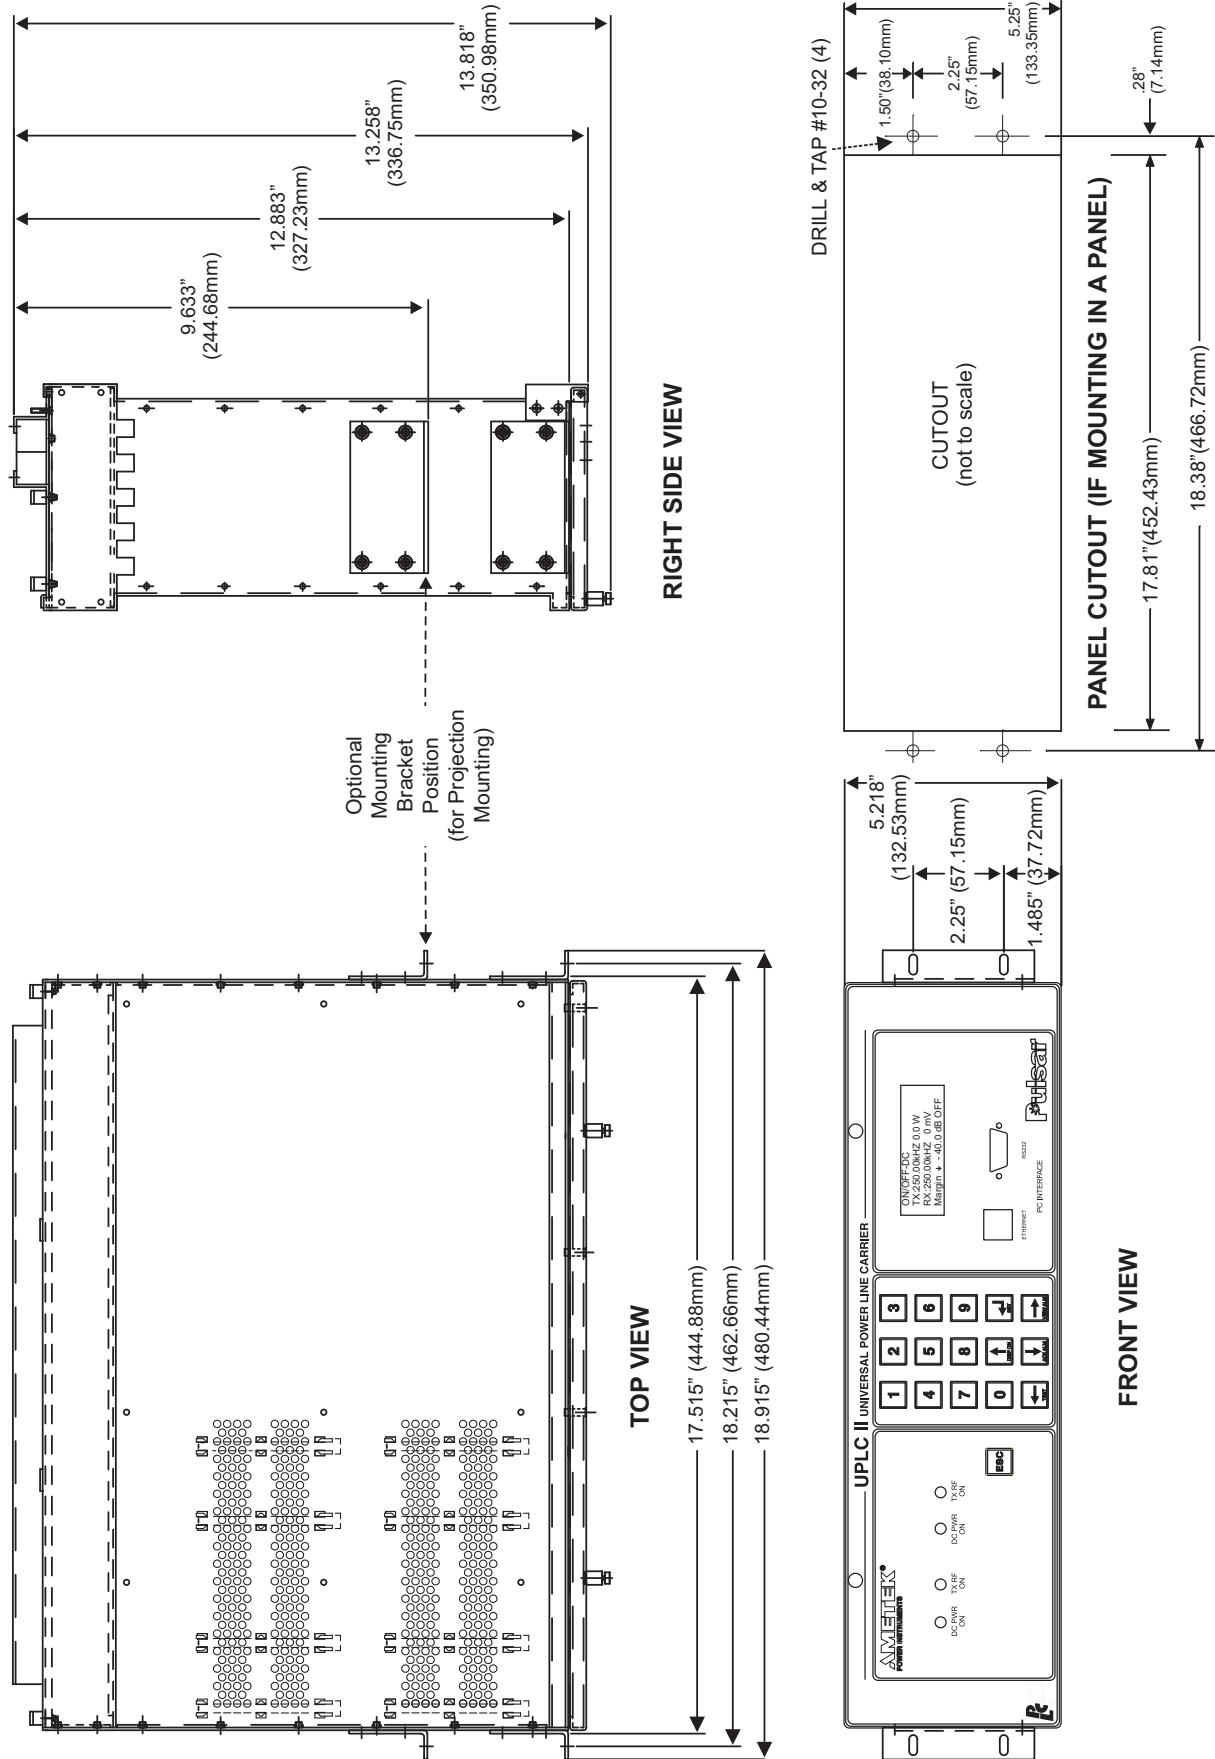 17.515” (444.88mm)
18.215” (462.66mm)
18.915” (480.44mm)
TOP VIEW
Optional
Mounting
Bracket
Position
(for Projection
Mounting)
9.633”
(244.68mm)
12.883”
(327.23mm)
13.258”
(336.75mm)
13.818”
(350.98mm)
RIGHT SIDE VIEW
AMETEK®
POWER INSTRUMENTS
DC PWR
ON
TX RF
ON
DC PWR
ON
TX RF
ON
ESC
UPLC II UNIVERSAL POWER LINE CARRIER
1 2 3
4 5 6
7 8 9
0
ON/OFF-DC
TX:250.00kHZ 0.0 W
RX:250.00kHZ 0 mV
Margin ↓ - 40.0 dB OFF
ETHERNET
RS232
PC INTERFACE
Pulsar
5.218”
(132.53mm)
2.25” (57.15mm)
1.485” (37.72mm)
FRONT VIEW
DRILL & TAP #10-32 (4)
1.50”(38.10mm)
2.25”
(57.15mm)
5.25”
(133.35mm)
.28”
(7.14mm)
CUTOUT
(not to scale)
PANEL CUTOUT (IF MOUNTING IN A PANEL)
17.81”(452.43mm)
18.38”(466.72mm)